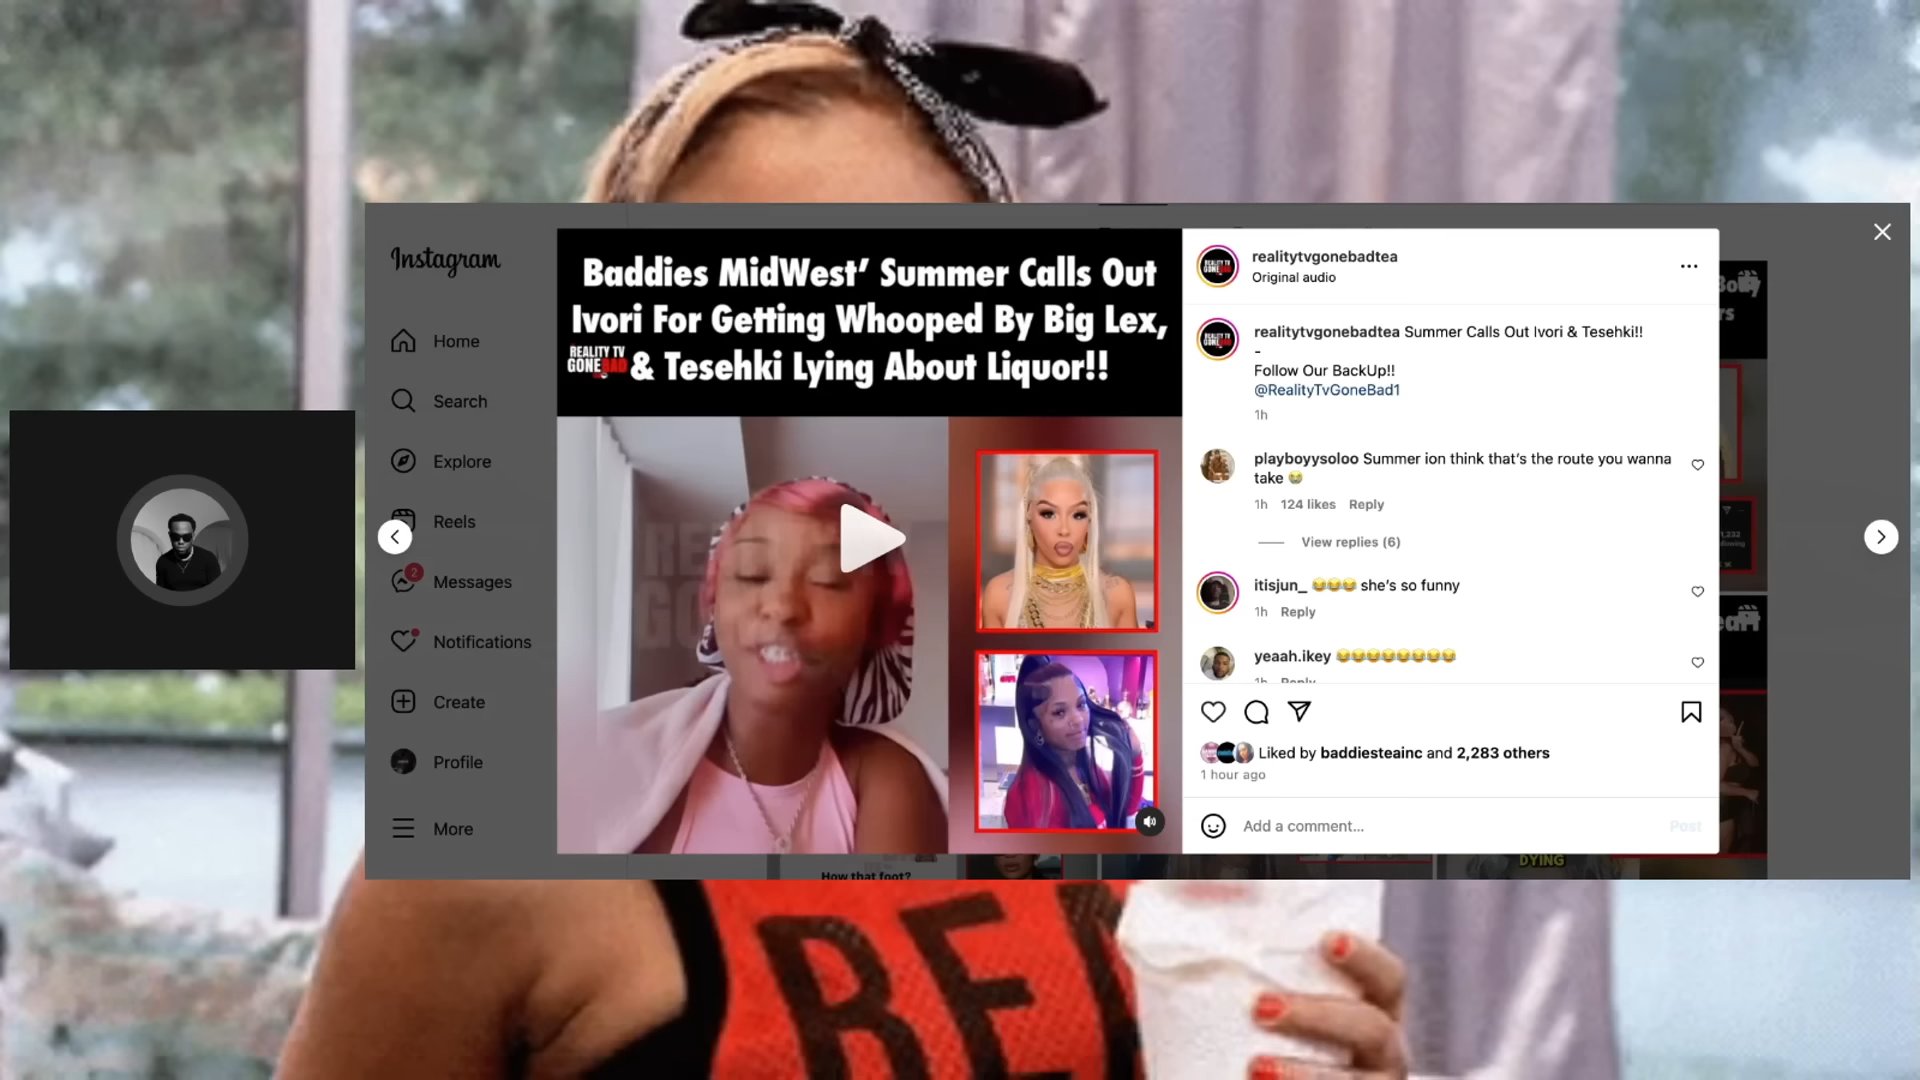 Instagram
Home
Search
Explore
Reels
2
Messages
Notifications
Create
Profile
More
Baddies MidWest' Summer Calls Out
Ivori For Getting Whooped By Big Lex,
REALITY TV
GONE BAD
& Tesehki Lying About Liquor!!
realitytvgonebadtea
Original audio
realitytvgonebadtea Summer Calls Out Ivori & Tesehki!!
-
Follow Our BackUp!!
@RealityTvGoneBad1
1h
playboyysoloo Summer ion think that's the route you wanna
take 😭
1h 124 likes Reply
View replies (6)
itisjun_ 😂😂😂 she's so funny
1h Reply
yeaah.ikey 😂😂😂😂😂😂😂😂
1h Reply
Liked by baddiesteainc and 2,283 others
1 hour ago
Add a comment...
Post
How that foot?
DYING